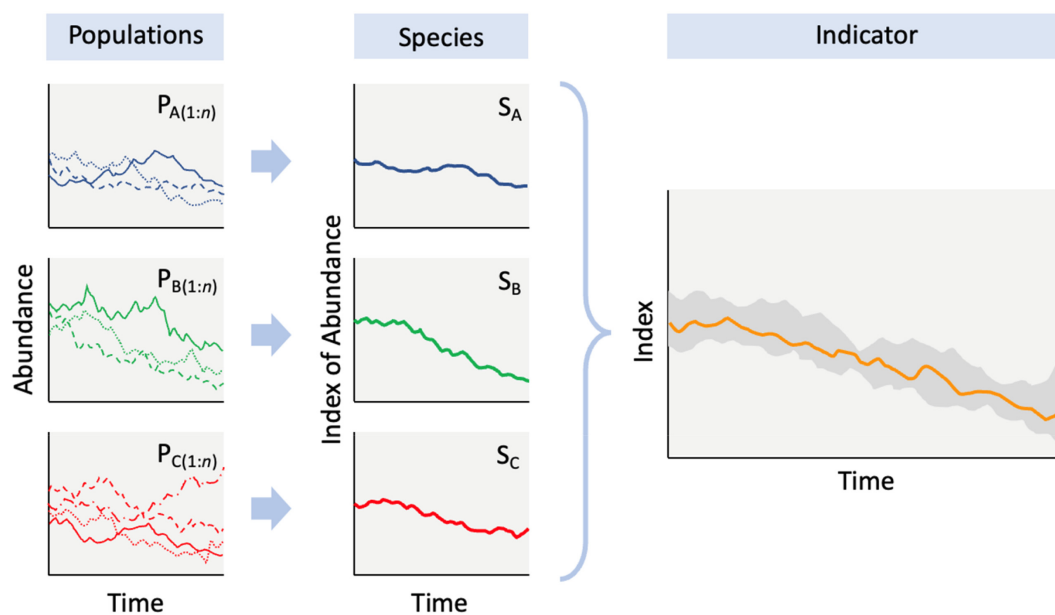 Populations
Species
Indicator
P_A(1:n)
S_A
P_B(1:n)
S_B
P_C(1:n)
S_C
Abundance
Index of Abundance
Index
Time
Time
Time